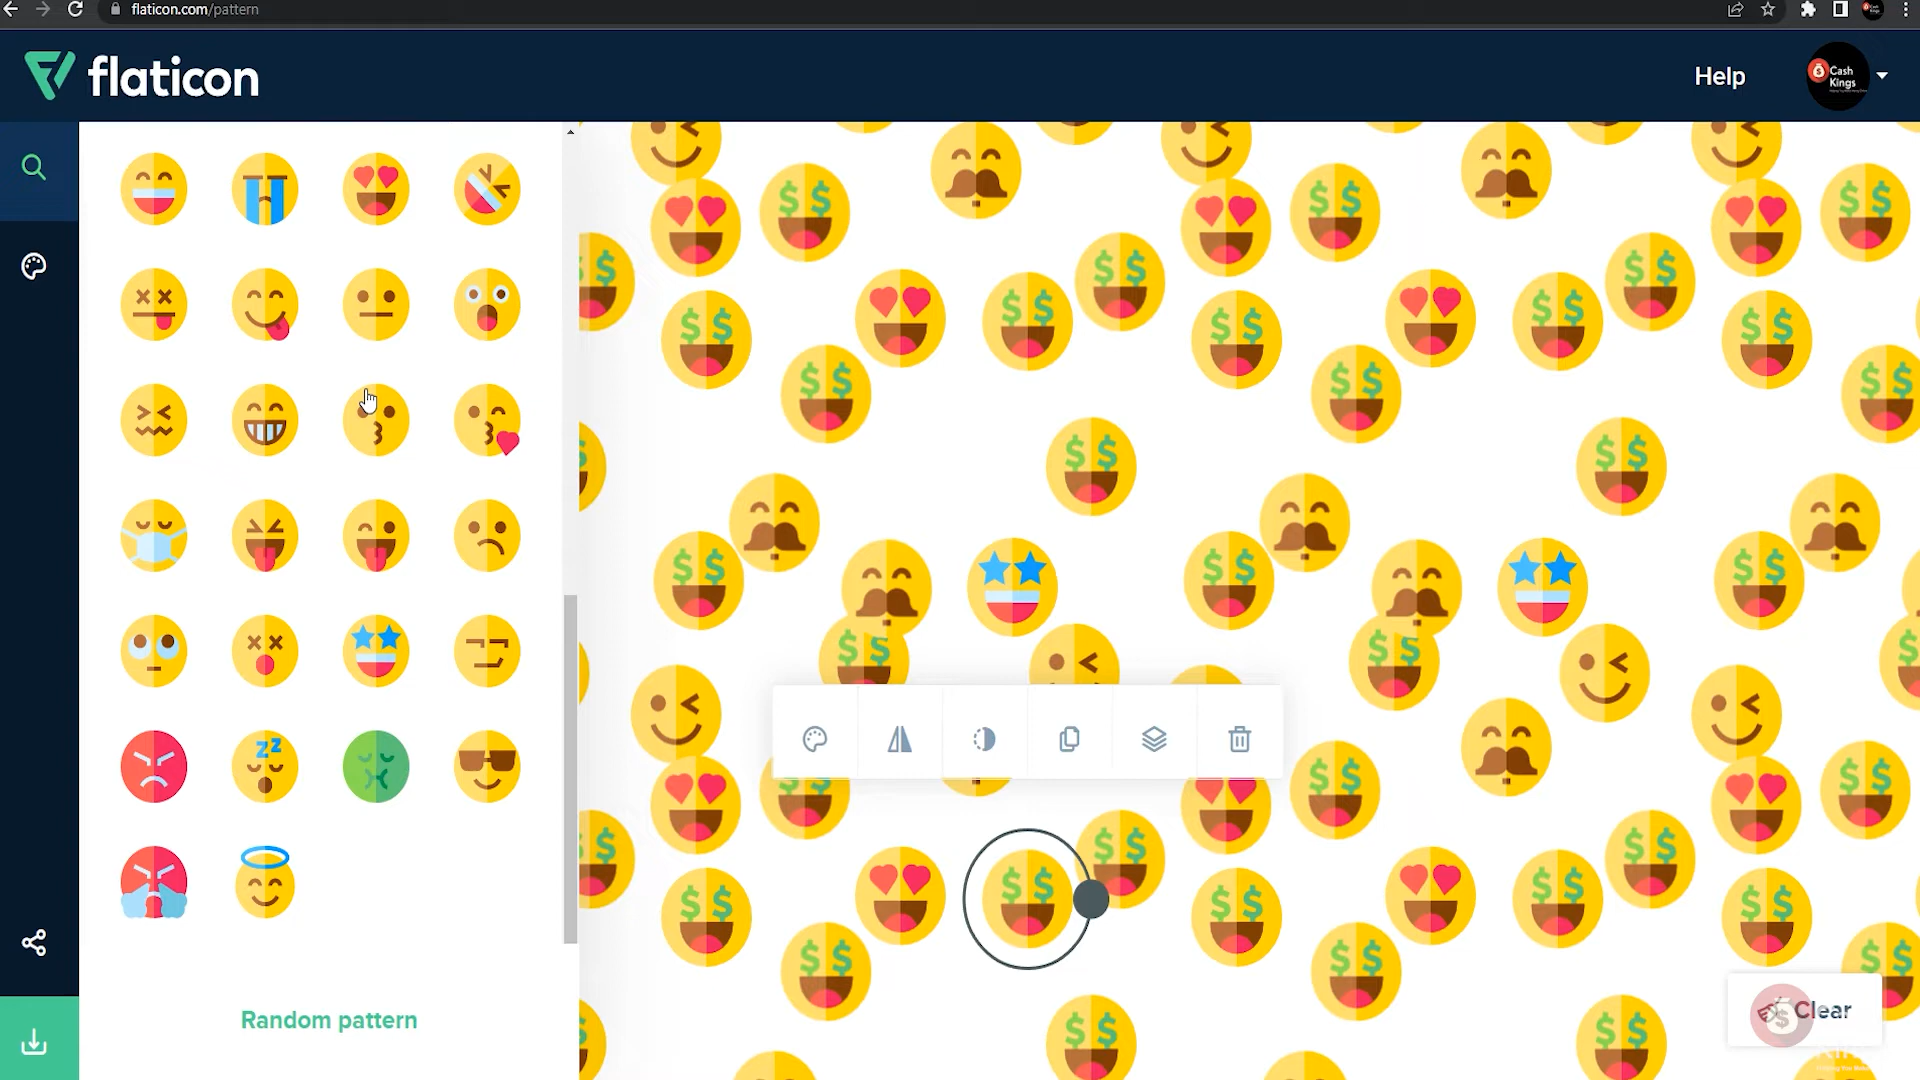 flaticon.com/pattern
flaticon
Help
Cash
Kings
Random pattern
Clear